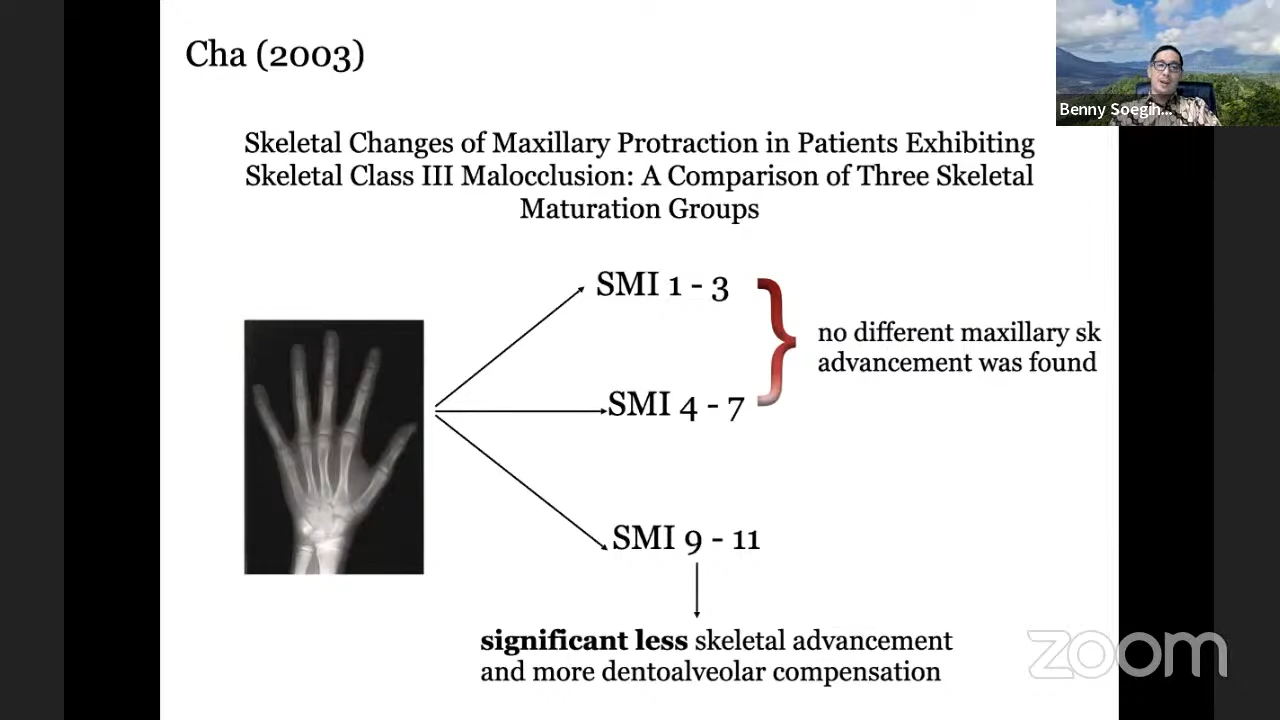 Cha (2003)
Benny Soegih...
Skeletal Changes of Maxillary Protraction in Patients Exhibiting
Skeletal Class III Malocclusion: A Comparison of Three Skeletal
Maturation Groups
SMI 1 - 3
no different maxillary sk
advancement was found
SMI 4 - 7
SMI 9 - 11
significant less skeletal advancement
and more dentoalveolar compensation
zoom